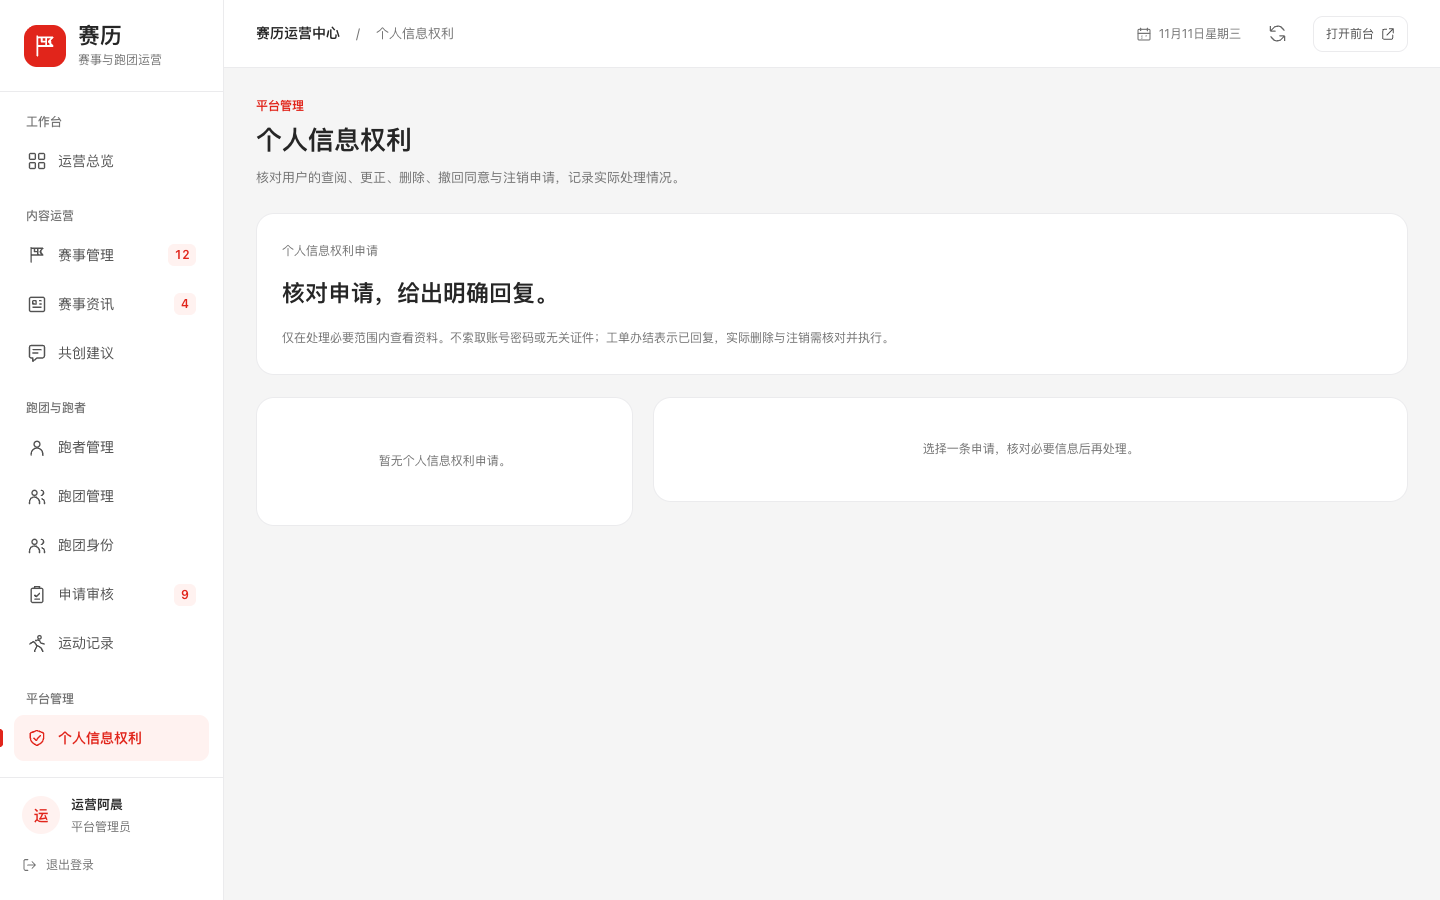 赛历
赛事与跑团运营
工作台
运营总览
内容运营
赛事管理 12
赛事资讯 4
共创建议
跑团与跑者
跑者管理
跑团管理
跑团身份
申请审核 9
运动记录
平台管理
个人信息权利
运 运营阿晨
平台管理员
退出登录
赛历运营中心 / 个人信息权利
11月11日星期三
打开前台
平台管理
个人信息权利
核对用户的查阅、更正、删除、撤回同意与注销申请，记录实际处理情况。
个人信息权利申请
核对申请，给出明确回复。
仅在处理必要范围内查看资料。不索取账号密码或无关证件；工单办结表示已回复，实际删除与注销需核对并执行。
暂无个人信息权利申请。
选择一条申请，核对必要信息后再处理。